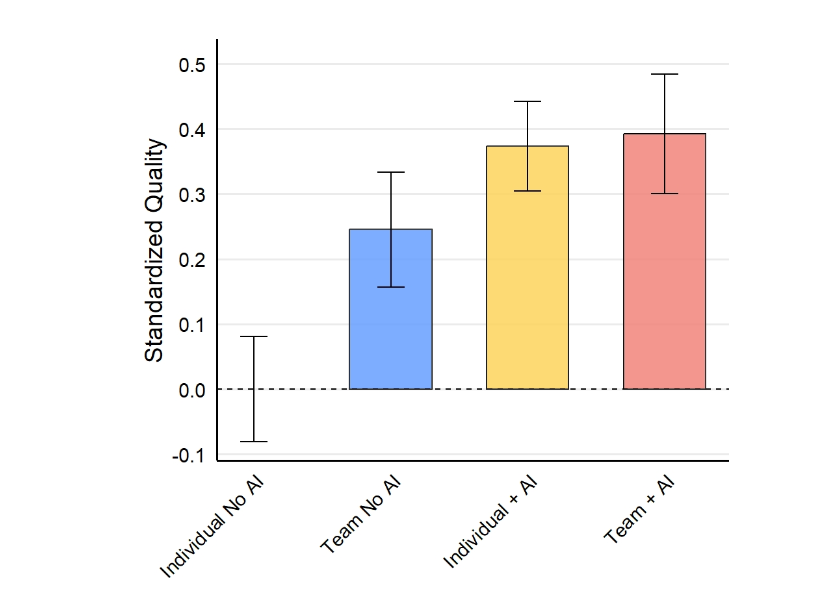 Standardized Quality
0.5
0.4
0.3
0.2
0.1
0.0
-0.1
Individual No AI
Team No AI
Individual + AI
Team + AI